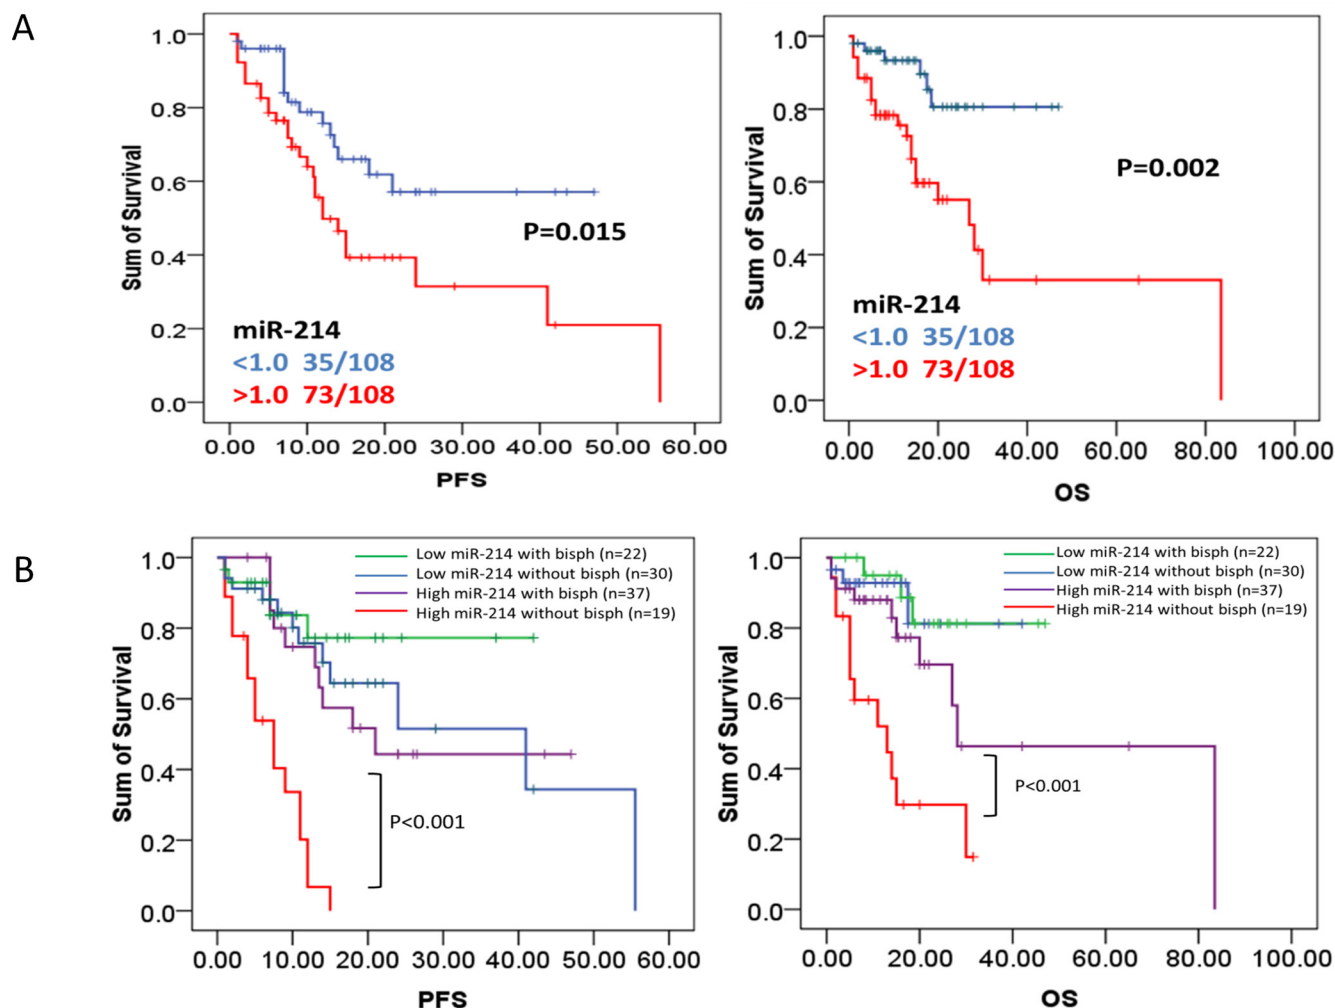 A
Sum of Survival
1.0
0.8
0.6
0.4
0.2
0.0
P=0.015
miR-214
<1.0 35/108
>1.0 73/108
0.00 10.00 20.00 30.00 40.00 50.00 60.00
PFS
Sum of Survival
1.0
0.8
0.6
0.4
0.2
0.0
P=0.002
miR-214
<1.0 35/108
>1.0 73/108
0.00 20.00 40.00 60.00 80.00 100.00
OS
B
Sum of Survival
1.0
0.8
0.6
0.4
0.2
0.0
Low miR-214 with bisph (n=22)
Low miR-214 without bisph (n=30)
High miR-214 with bisph (n=37)
High miR-214 without bisph (n=19)
P<0.001
0.00 10.00 20.00 30.00 40.00 50.00 60.00
PFS
Sum of Survival
1.0
0.8
0.6
0.4
0.2
0.0
Low miR-214 with bisph (n=22)
Low miR-214 without bisph (n=30)
High miR-214 with bisph (n=37)
High miR-214 without bisph (n=19)
P<0.001
0.00 20.00 40.00 60.00 80.00 100.00
OS